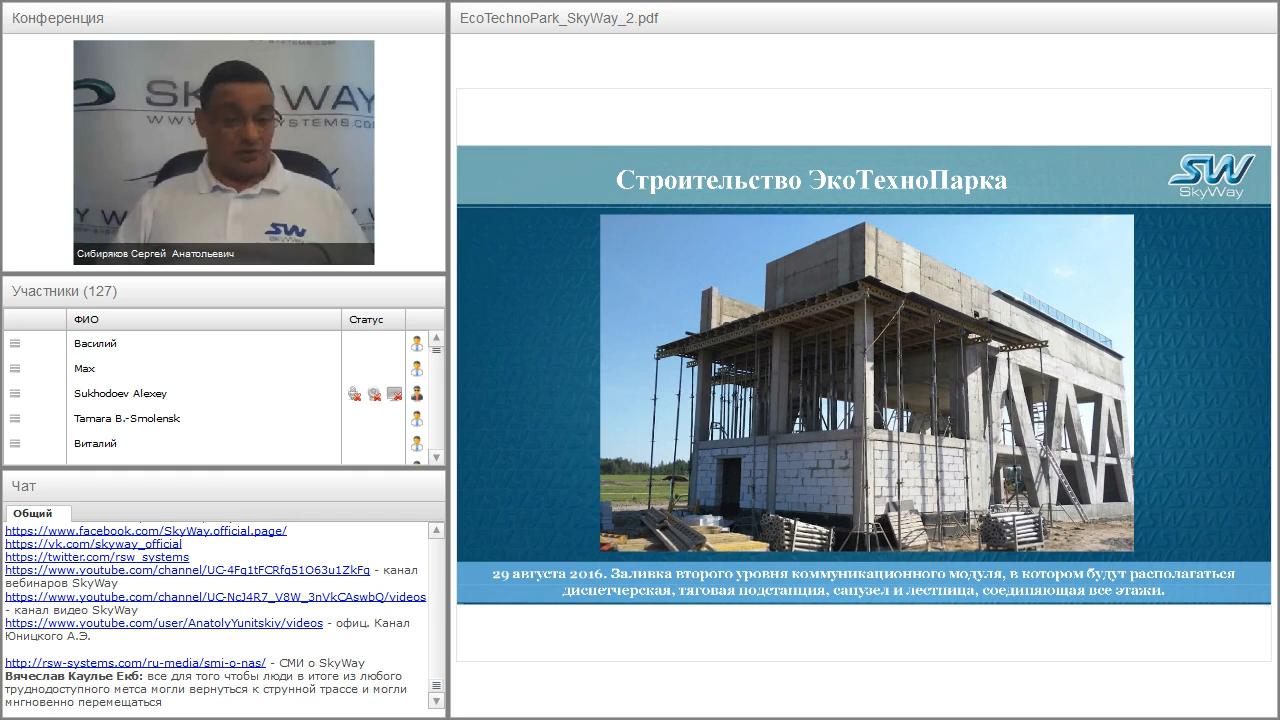 Конференция
SKYWAY
Сибиряков Сергей Анатольевич
Участники (127)
ФИО
Статус
Василий
Max
Sukhodoev Alexey
Tamara B.-Smolensk
Виталий
Чат
Общий
https://www.facebook.com/SkyWay.official.page/
https://vk.com/skyway_official
https://twitter.com/rsw_systems
https://www.youtube.com/channel/UC-4Fq1tFCRfq51O63u1ZkFq - канал
вебинаров SkyWay
https://www.youtube.com/channel/UC-NcJ4R7_V8W_3nVkCAswbQ/videos
- канал видео SkyWay
https://www.youtube.com/user/AnatolyYunitskiy/videos - офиц. Канал
Юницкого А.Э.
http://rsw-systems.com/ru-media/smi-o-nas/ - СМИ о SkyWay
Вячеслав Каулье Екб: все для того чтобы люди в итоге из любого
труднодоступного метса могли вернуться к струнной трассе и могли
мнгновенно перемещаться
EcoTechnoPark_SkyWay_2.pdf
Строительство ЭкоТехноПарка
SW
SkyWay
29 августа 2016. Заливка второго уровня коммуникационного модуля, в котором будут располагаться
диспетчерская, тяговая подстанция, санузел и лестница, соединяющая все этажи.